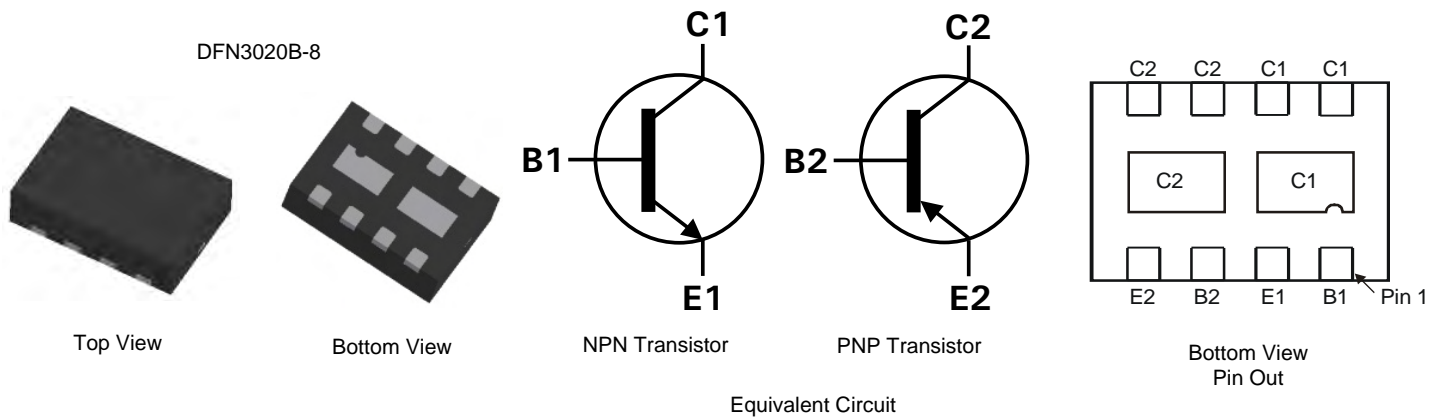 DFN3020B-8
Top View
Bottom View
C1
B1
E1
NPN Transistor
C2
B2
E2
PNP Transistor
Equivalent Circuit
C2 C2 C1 C1
C2 C1
E2 B2 E1 B1 Pin 1
Bottom View
Pin Out